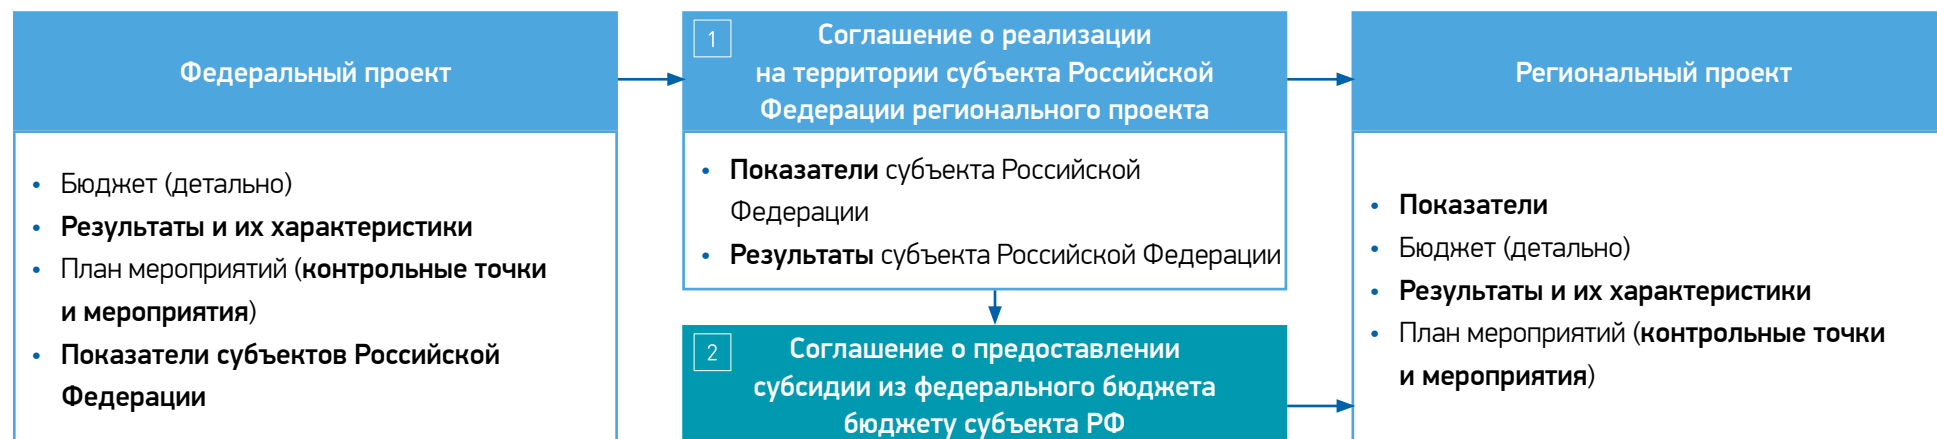 Федеральный проект
• Бюджет (детально)
• Результаты и их характеристики
• План мероприятий (контрольные точки
и мероприятия)
• Показатели субъектов Российской
Федерации
1
Соглашение о реализации
на территории субъекта Российской
Федерации регионального проекта
• Показатели субъекта Российской
Федерации
• Результаты субъекта Российской Федерации
2
Соглашение о предоставлении
субсидии из федерального бюджета
бюджету субъекта РФ
Региональный проект
• Показатели
• Бюджет (детально)
• Результаты и их характеристики
• План мероприятий (контрольные точки
и мероприятия)